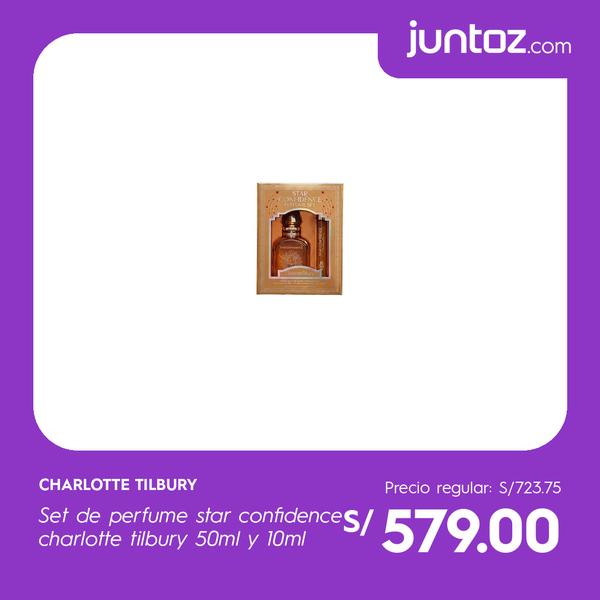 juntoz.com
STAR
CONFIDENCE
CHARLOTTE TILBURY
Set de perfume star confidence
charlotte tilbury 50ml y 10ml
Precio regular: S/723.75
S/ 579.00